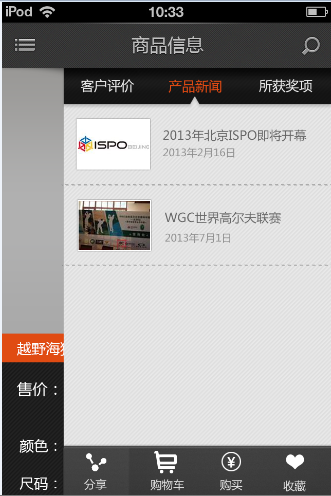 iPod 10:33
商品信息
客户评价 产品新闻 所获奖项
ISPO BEIJING
2013年北京ISPO即将开幕
2013年2月16日
WGC世界高尔夫联赛
2013年7月1日
越野海
售价：
颜色：
尺码：
分享 购物车 购买 收藏